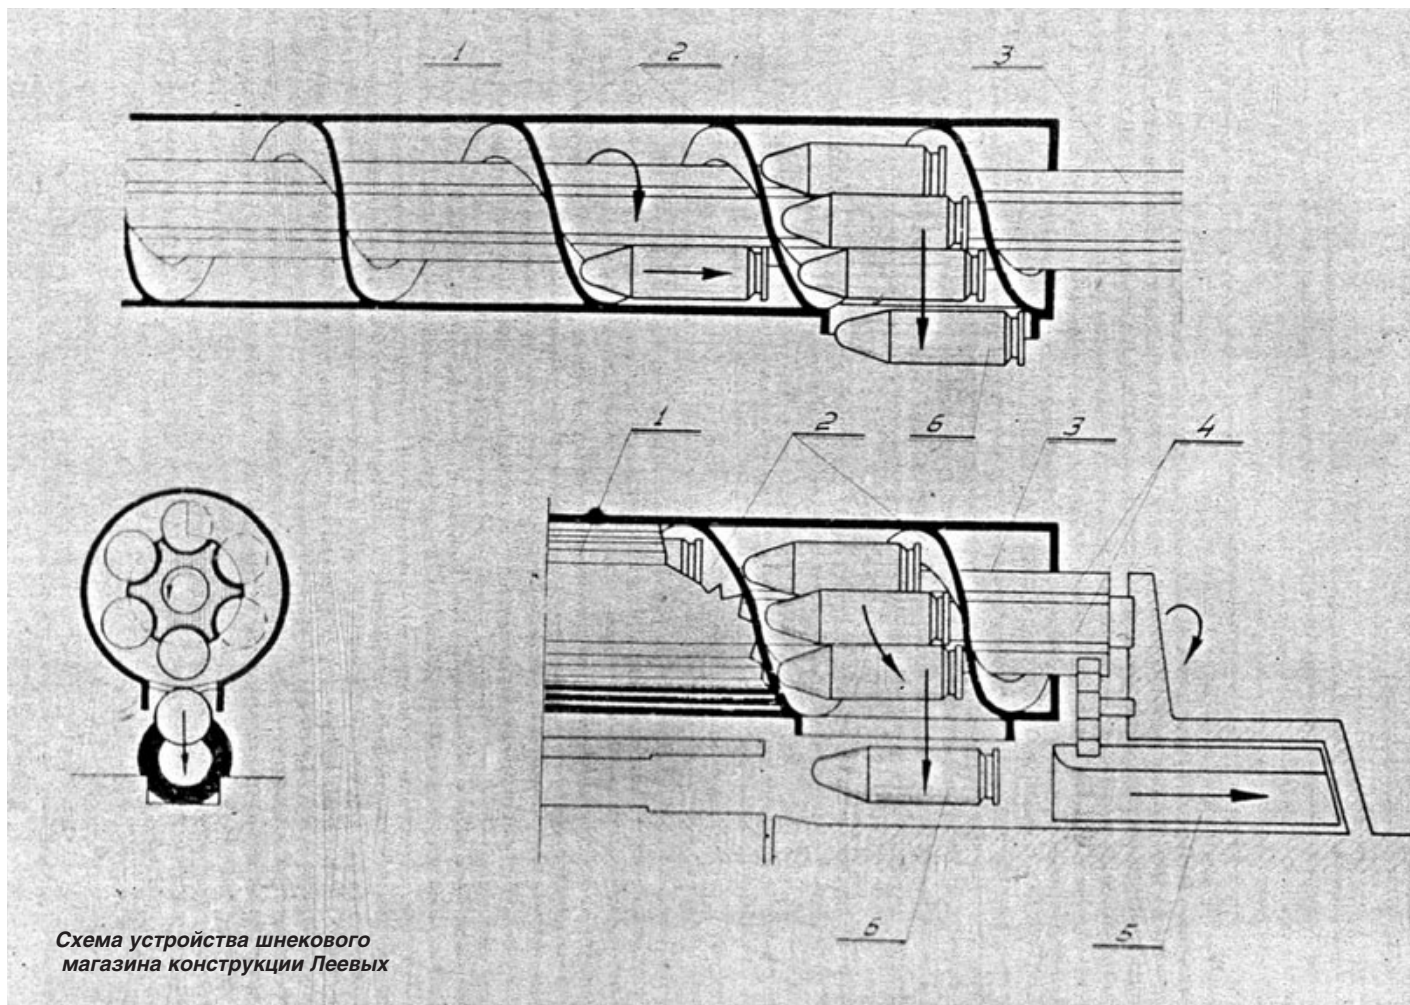 1 2 3
1 2 6 3 4
6 5
Схема устройства шнекового
магазина конструкции Леевых